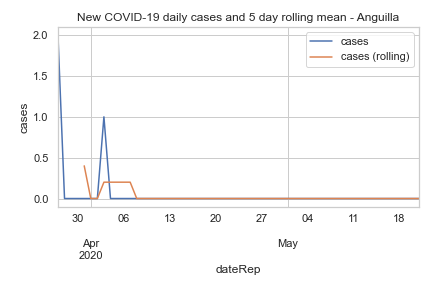 New COVID-19 daily cases and 5 day rolling mean - Anguilla
cases
cases (rolling)
2.0
1.5
1.0
0.5
0.0
cases
30 06 13 20 27 04 11 18
Apr May
2020
dateRep